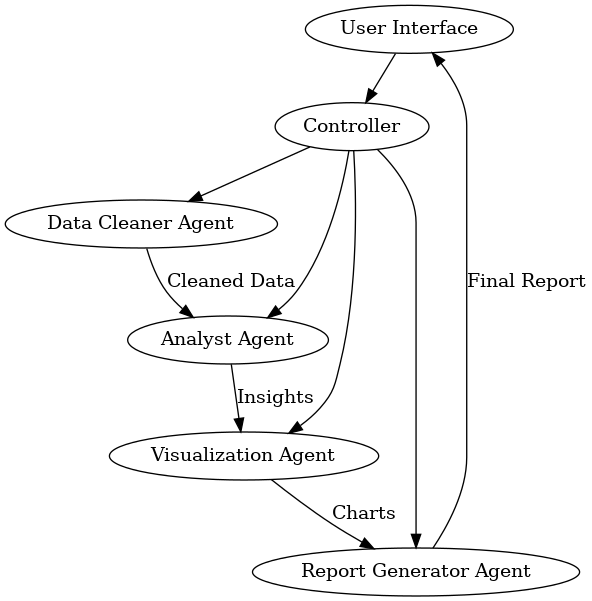 User Interface
Controller
Data Cleaner Agent
Cleaned Data
Final Report
Analyst Agent
Insights
Visualization Agent
Charts
Report Generator Agent